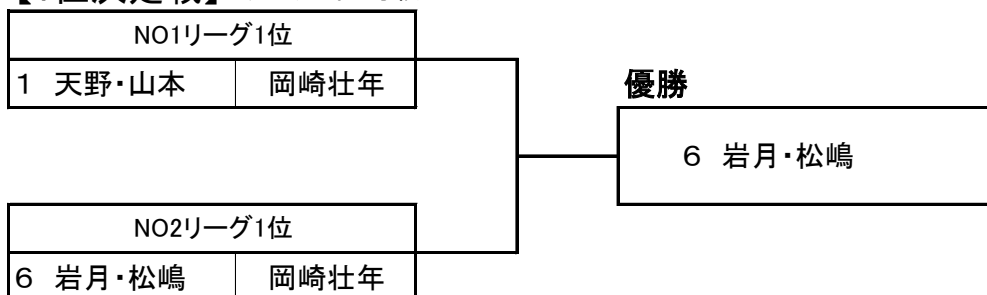 NO1リーグ1位
1 天野・山本 岡崎壮年
優勝
6 岩月・松嶋
NO2リーグ1位
6 岩月・松嶋 岡崎壮年